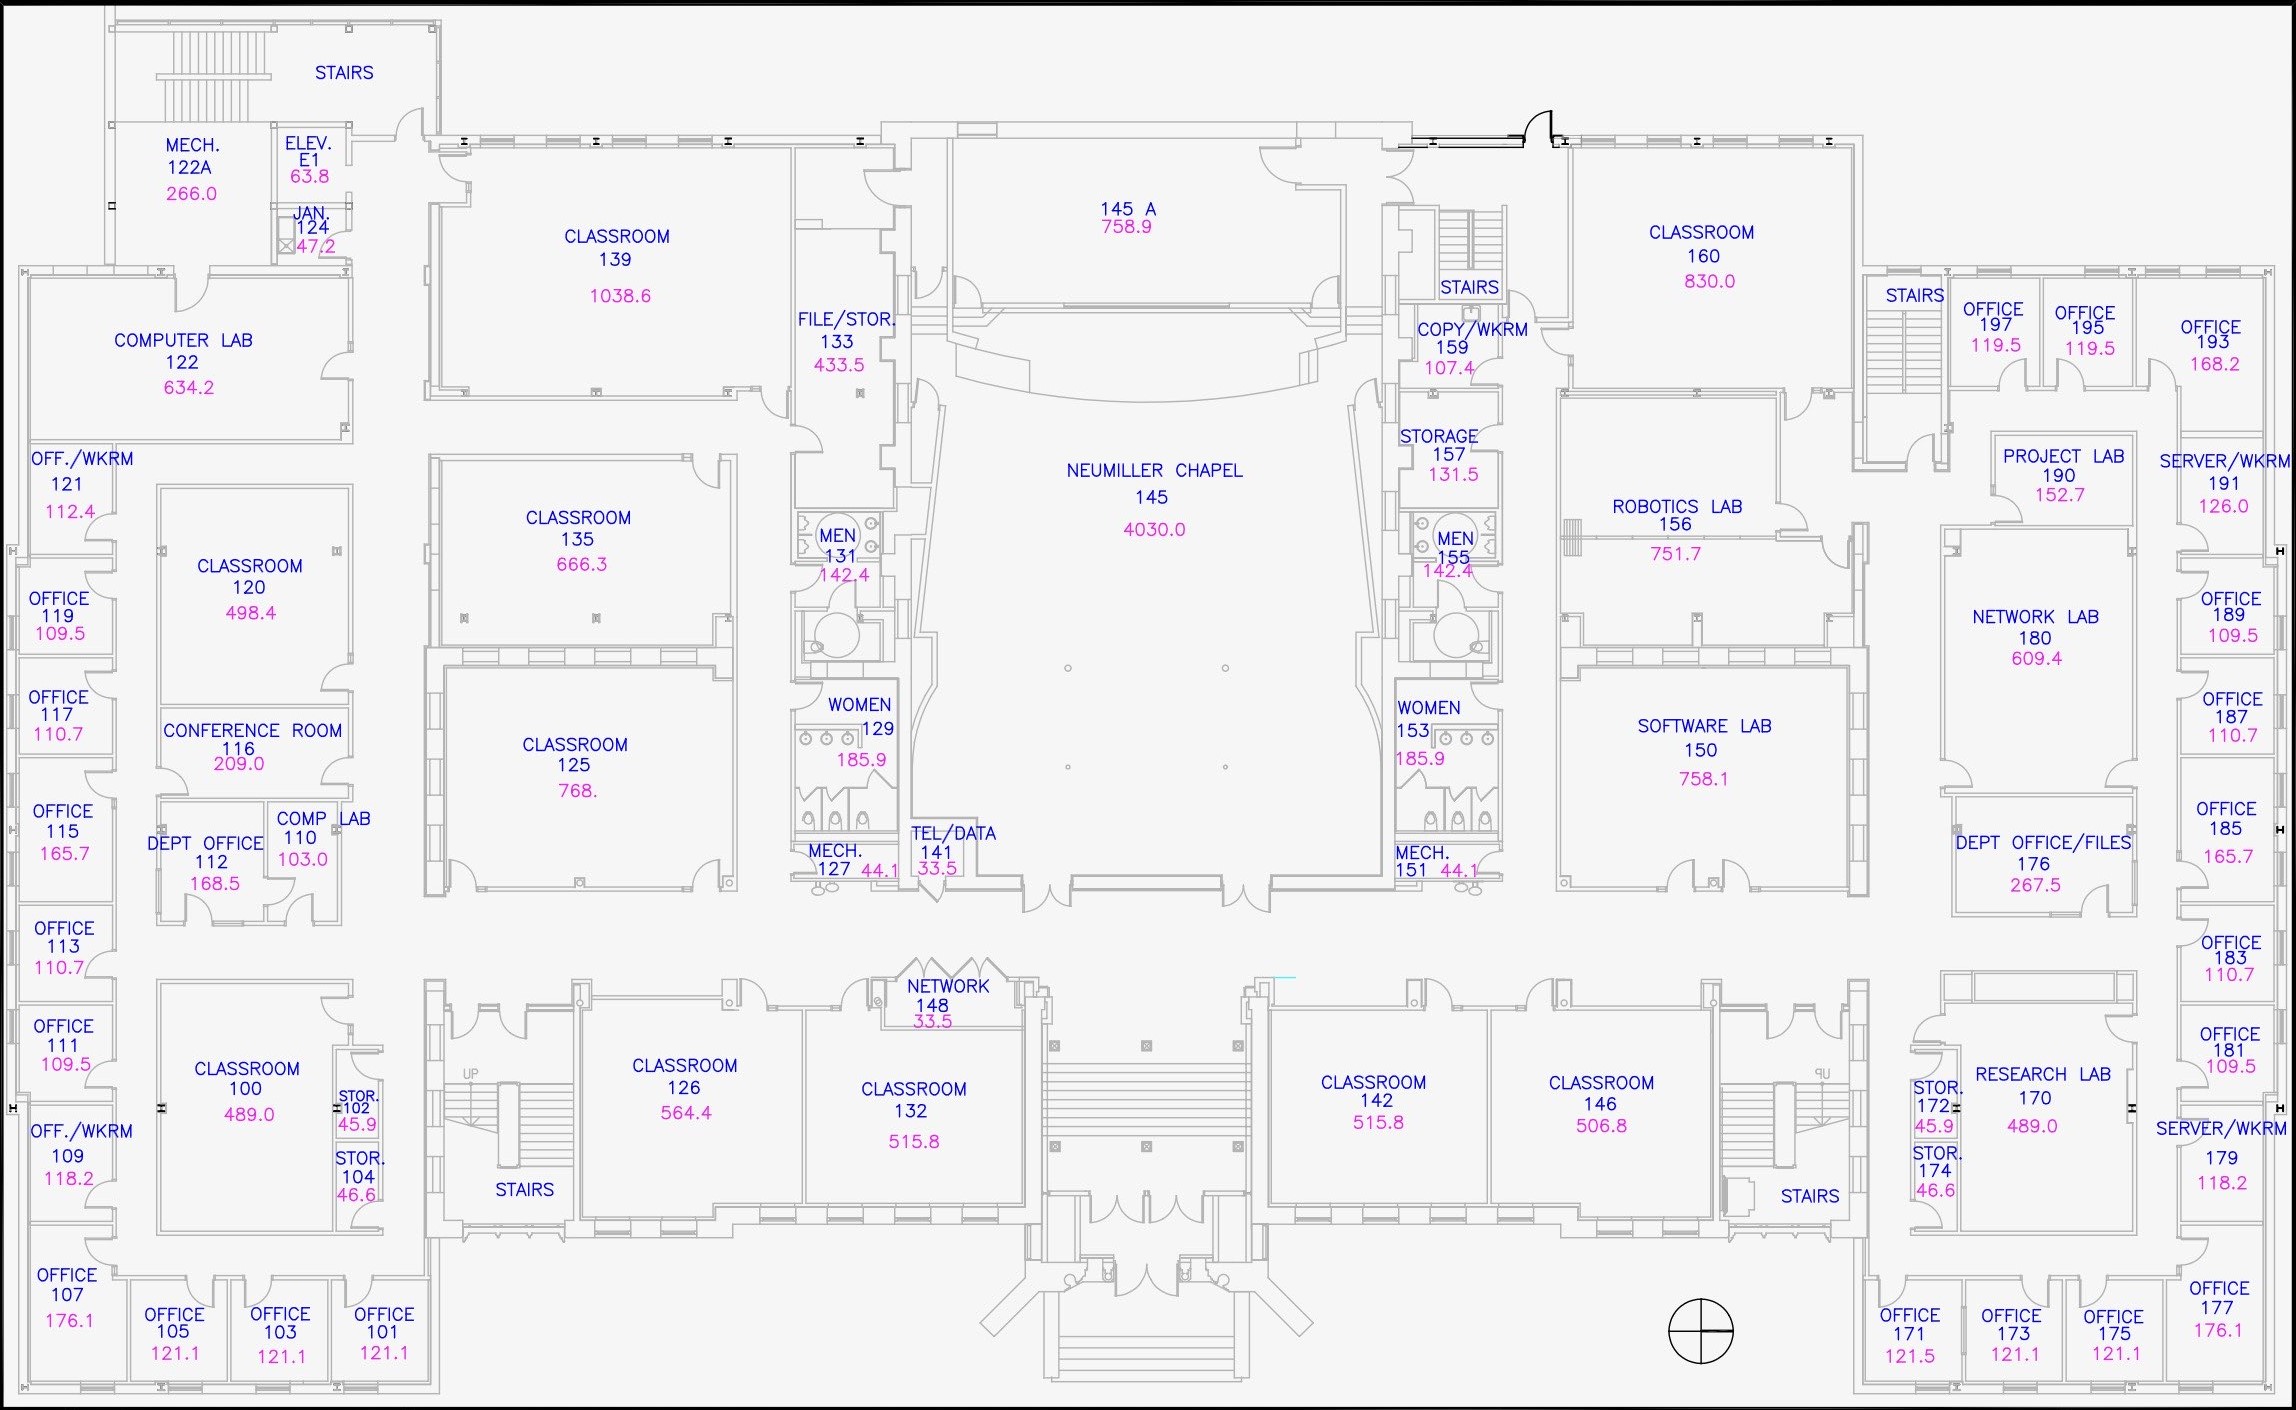 STAIRS
MECH.
122A
266.0
ELEV.
E1
63.8
JAN.
124
47.2
COMPUTER LAB
122
634.2
CLASSROOM
139
1038.6
FILE/STOR.
133
433.5
145 A
758.9
STAIRS
COPY/WKRM
159
107.4
CLASSROOM
160
830.0
STAIRS
OFFICE
197
119.5
OFFICE
195
119.5
OFFICE
193
168.2
OFF./WKRM
121
112.4
CLASSROOM
120
498.4
CLASSROOM
135
666.3
MEN
131
142.4
NEUMILLER CHAPEL
145
4030.0
STORAGE
157
131.5
MEN
155
142.4
ROBOTICS LAB
156
751.7
PROJECT LAB
190
152.7
SERVER/WKRM
191
126.0
OFFICE
119
109.5
OFFICE
117
110.7
CONFERENCE ROOM
116
209.0
CLASSROOM
125
768.
WOMEN
129
185.9
WOMEN
153
185.9
SOFTWARE LAB
150
758.1
NETWORK LAB
180
609.4
OFFICE
189
109.5
OFFICE
187
110.7
OFFICE
115
165.7
DEPT OFFICE
112
168.5
COMP LAB
110
103.0
MECH.
127
44.1
TEL/DATA
141
33.5
MECH.
151
44.1
DEPT OFFICE/FILES
176
267.5
OFFICE
185
165.7
OFFICE
113
110.7
OFFICE
183
110.7
OFFICE
111
109.5
CLASSROOM
100
489.0
STOR.
102
45.9
STOR.
104
46.6
UP
STAIRS
CLASSROOM
126
564.4
NETWORK
148
33.5
CLASSROOM
132
515.8
CLASSROOM
142
515.8
CLASSROOM
146
506.8
UP
STAIRS
STOR.
172
45.9
STOR.
174
46.6
RESEARCH LAB
170
489.0
OFFICE
181
109.5
OFF./WKRM
109
118.2
SERVER/WKRM
179
118.2
OFFICE
107
176.1
OFFICE
105
121.1
OFFICE
103
121.1
OFFICE
101
121.1
OFFICE
171
121.5
OFFICE
173
121.1
OFFICE
175
121.1
OFFICE
177
176.1